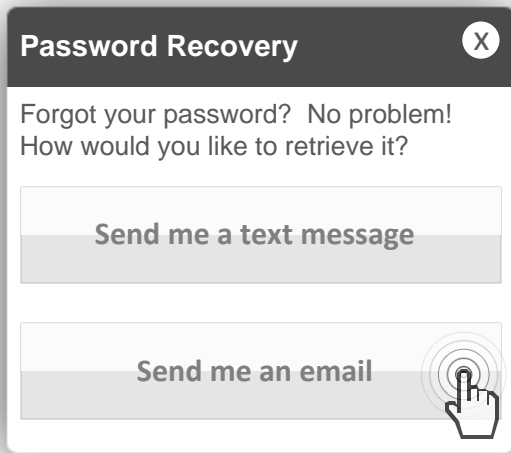 Password Recovery
X
Forgot your password?  No problem!
How would you like to retrieve it?
Send me a text message
Send me an email